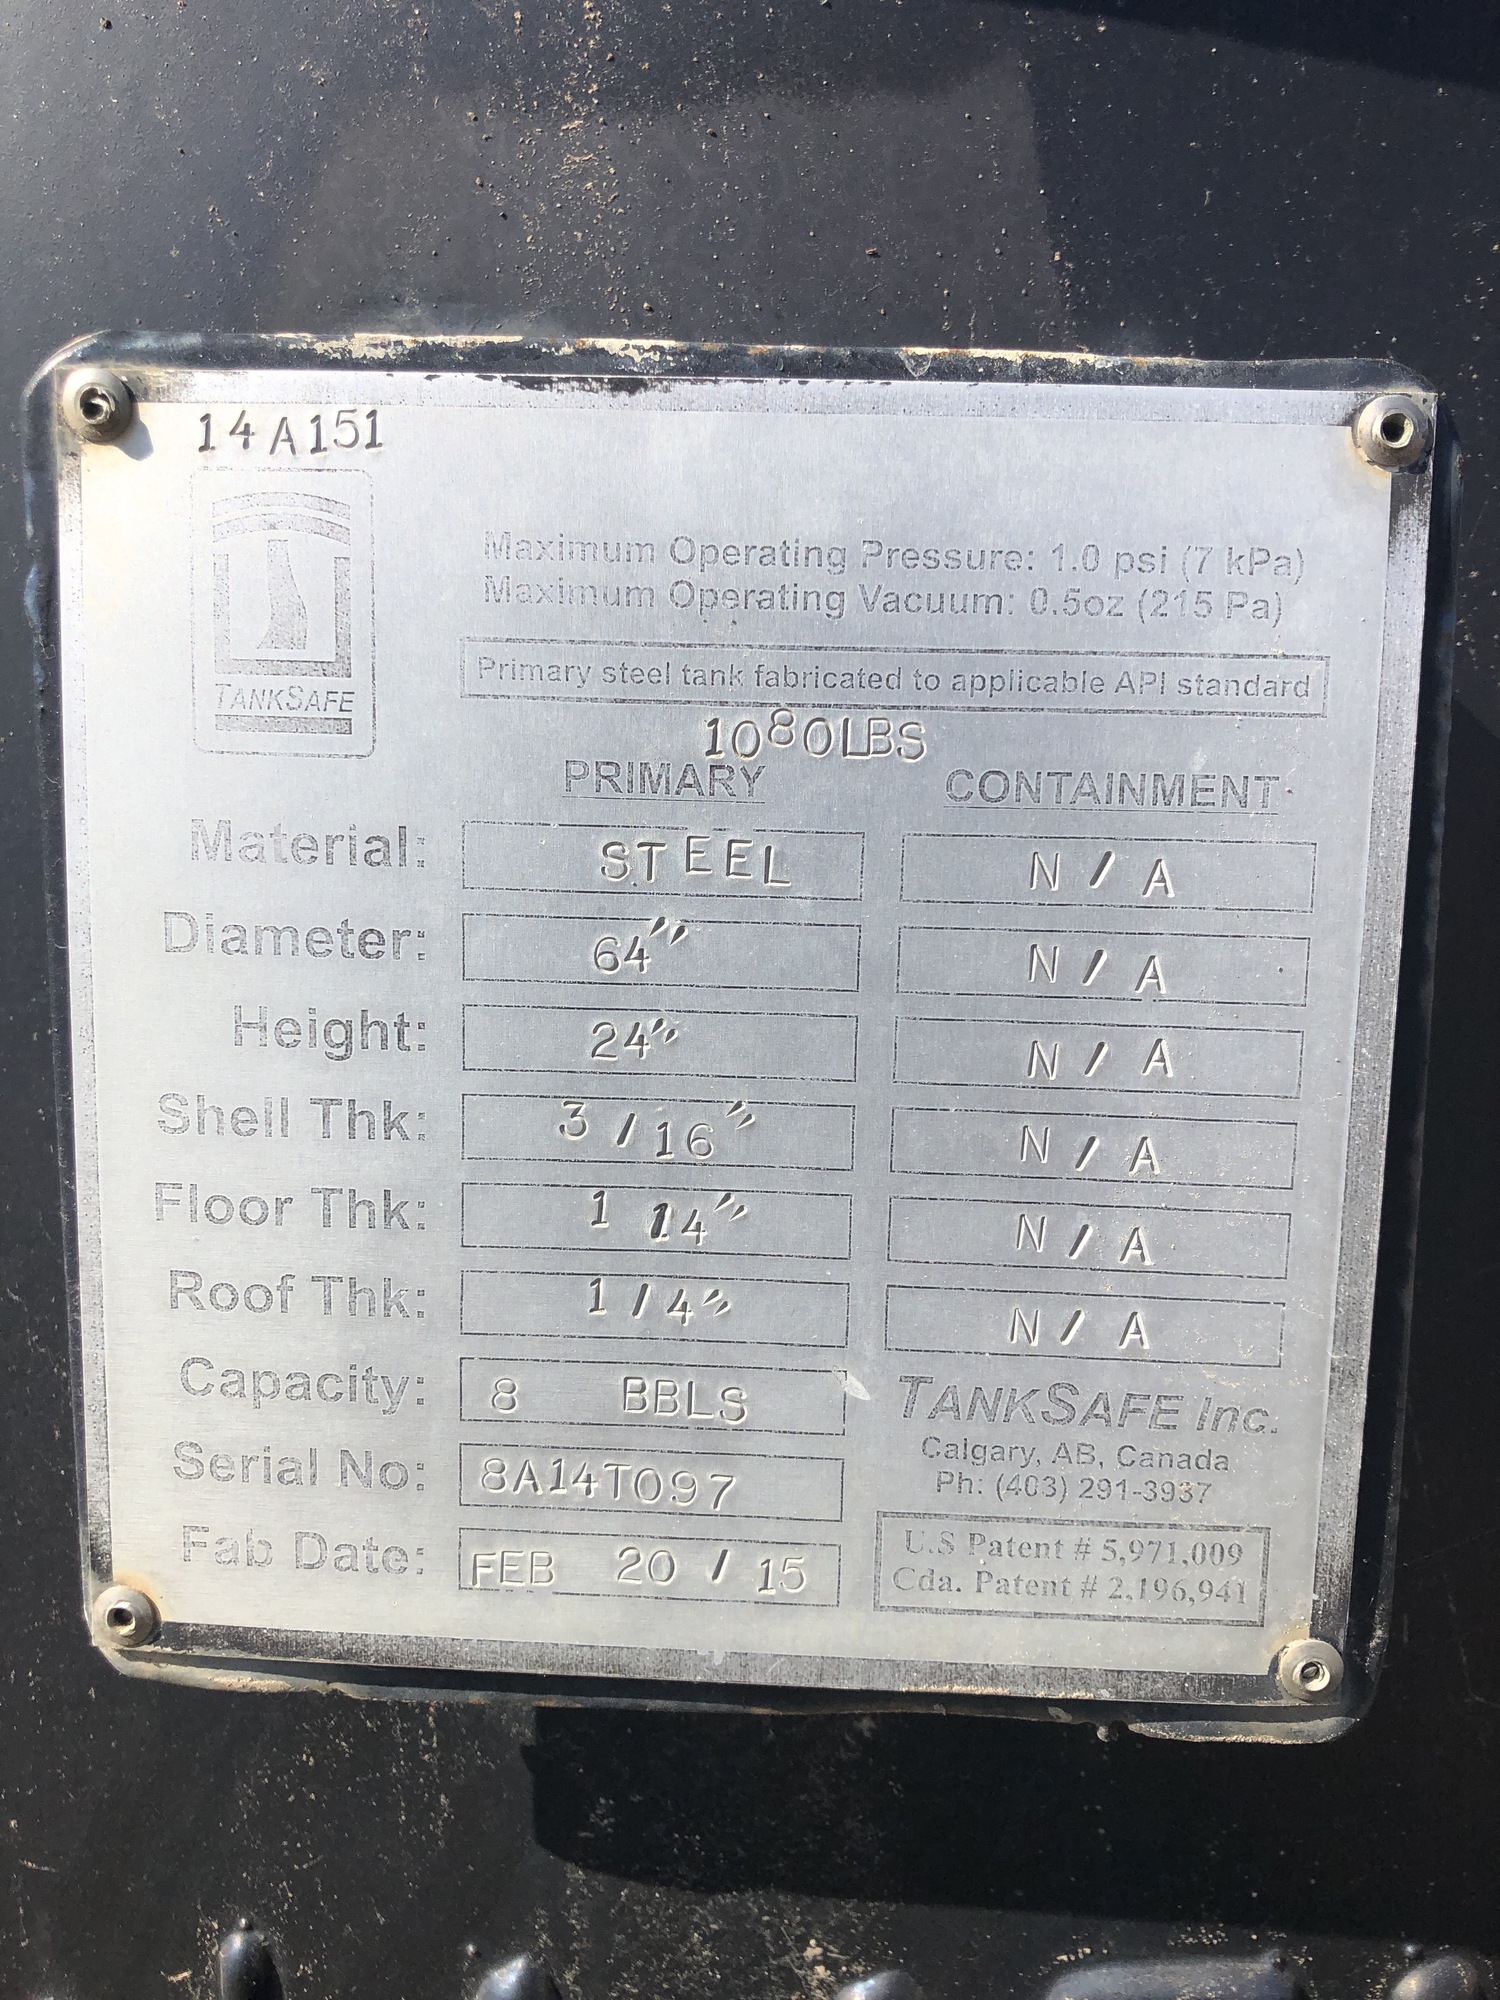 14A151
TANKSAFE
Maximum Operating Pressure: 1.0 psi (7 kPa)
Maximum Operating Vacuum: 0.5oz (215 Pa)
Primary steel tank fabricated to applicable API standard
1080LBS
PRIMARY CONTAINMENT
Material: STEEL N/A
Diameter: 64" N/A
Height: 24" N/A
Shell Thk: 3/16" N/A
Floor Thk: 1 14" N/A
Roof Thk: 1/4" N/A
Capacity: 8 BBLS
Serial No: 8A14T097
Fab Date: FEB 20 / 15
TANKSAFE Inc.
Calgary, AB, Canada
Ph: (403) 291-3937
U.S Patent # 5,971,009
Cda. Patent # 2,196,941